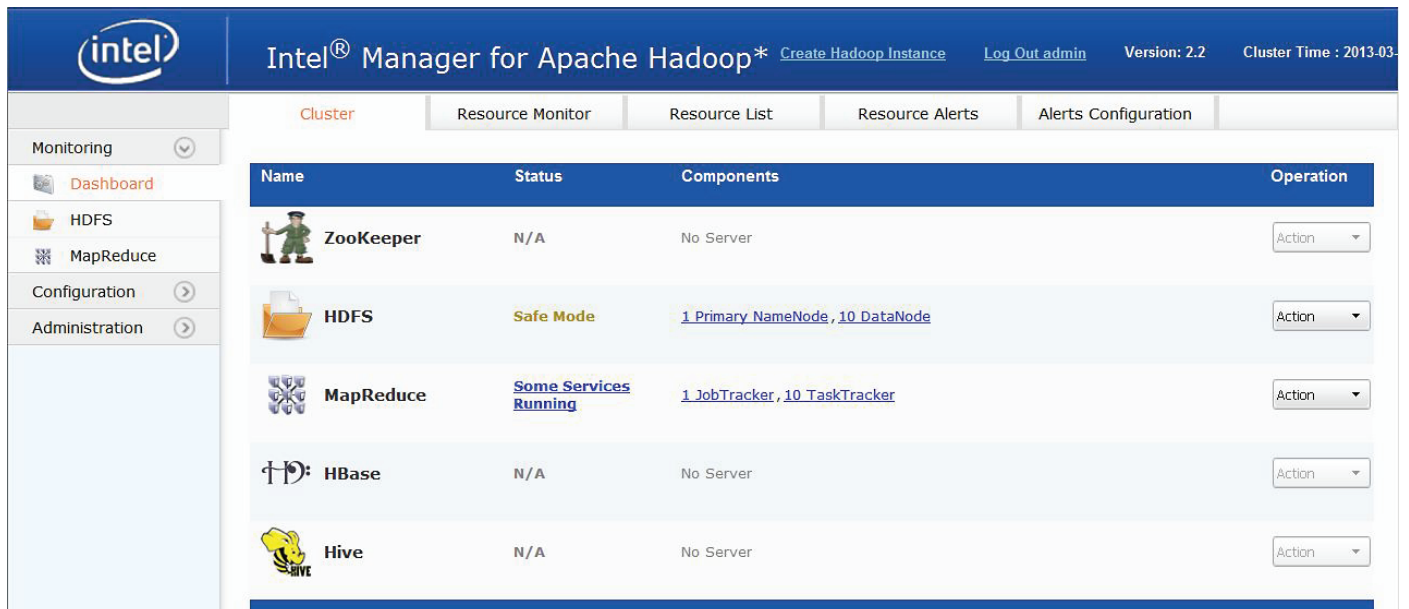 intel
Intel® Manager for Apache Hadoop* Create Hadoop Instance Log Out admin Version: 2.2 Cluster Time : 2013-03-
Cluster Resource Monitor Resource List Resource Alerts Alerts Configuration
Monitoring
Dashboard
HDFS
MapReduce
Configuration
Administration
Name Status Components Operation
ZooKeeper N/A No Server Action
HDFS Safe Mode 1 Primary NameNode , 10 DataNode Action
MapReduce Some Services
Running 1 JobTracker , 10 TaskTracker Action
HBase N/A No Server Action
HIVE
Hive N/A No Server Action